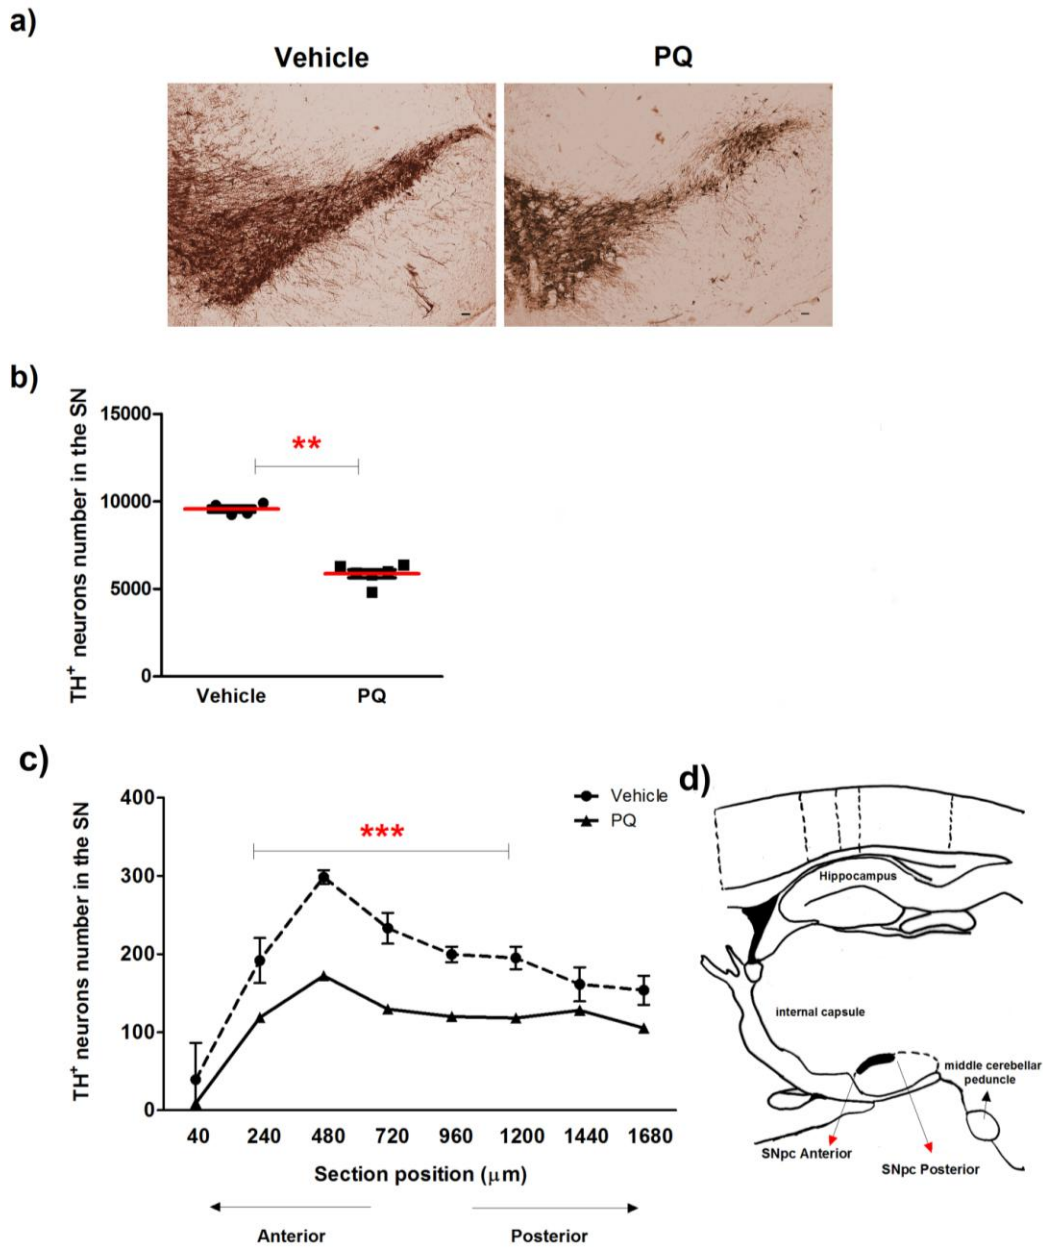 a)
Vehicle
PQ
b)
TH+ neurons number in the SN
15000
10000
5000
0
**
Vehicle
PQ
c)
TH+ neurons number in the SN
400
300
200
100
0
***
Vehicle
PQ
40 240 480 720 960 1200 1440 1680
Section position (μm)
Anterior
Posterior
d)
Hippocampus
internal capsule
middle cerebellar
peduncle
SNpc Anterior
SNpc Posterior